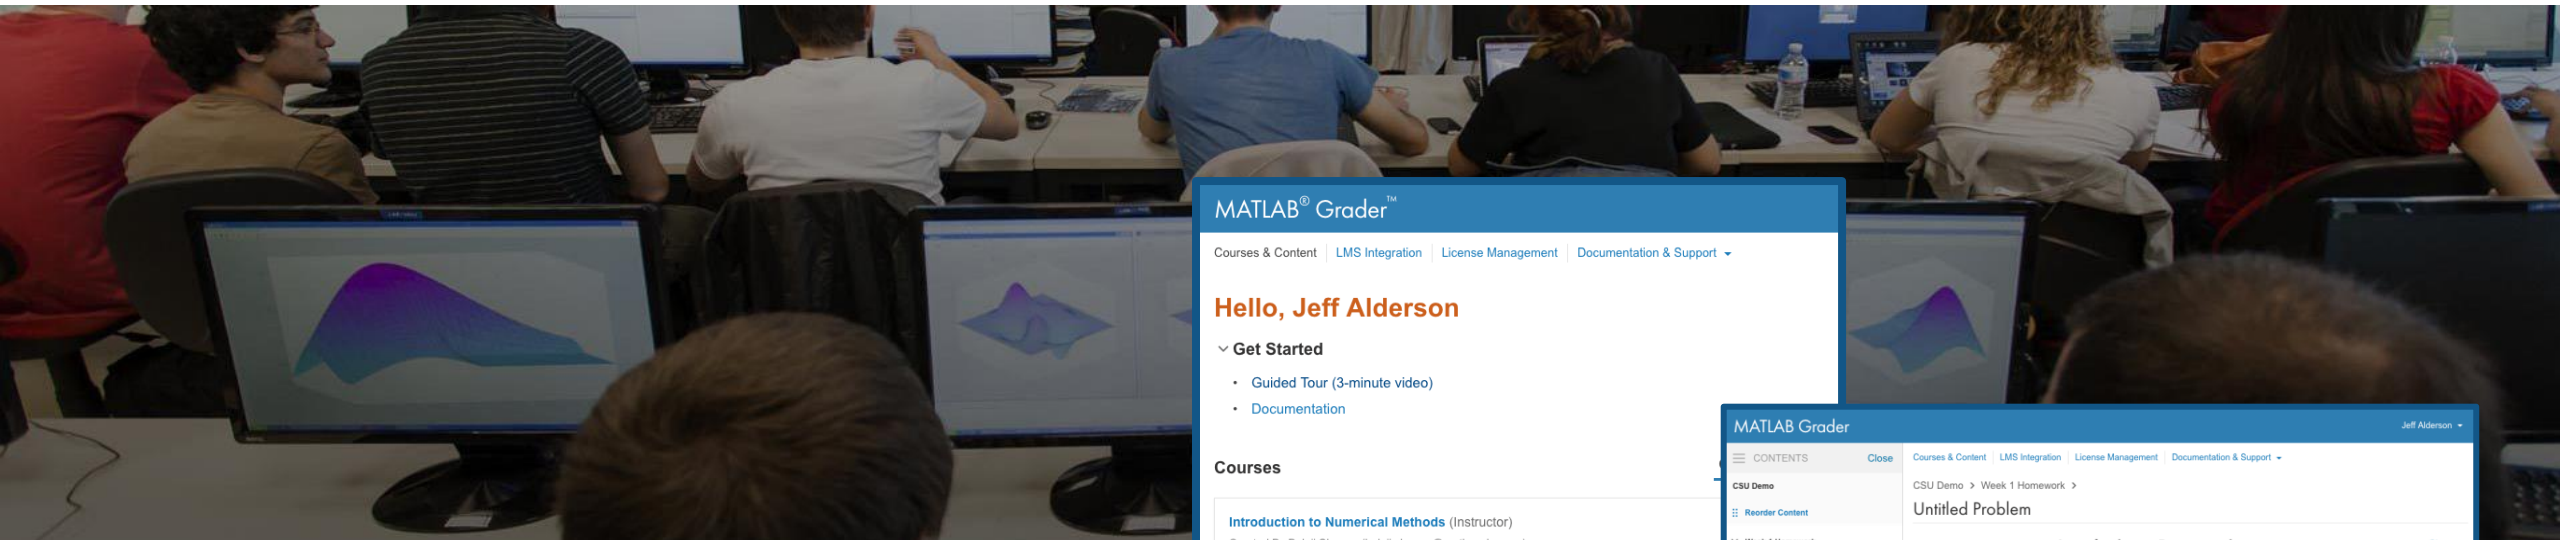 MATLAB® Grader™
Courses & Content LMS Integration License Management Documentation & Support
Hello, Jeff Alderson
Get Started
• Guided Tour (3-minute video)
• Documentation
Courses
Introduction to Numerical Methods (Instructor)
MATLAB Grader
Jeff Alderson
CONTENTS Close
CSU Demo
Reorder Content
Courses & Content LMS Integration License Management Documentation & Support
CSU Demo > Week 1 Homework >
Untitled Problem